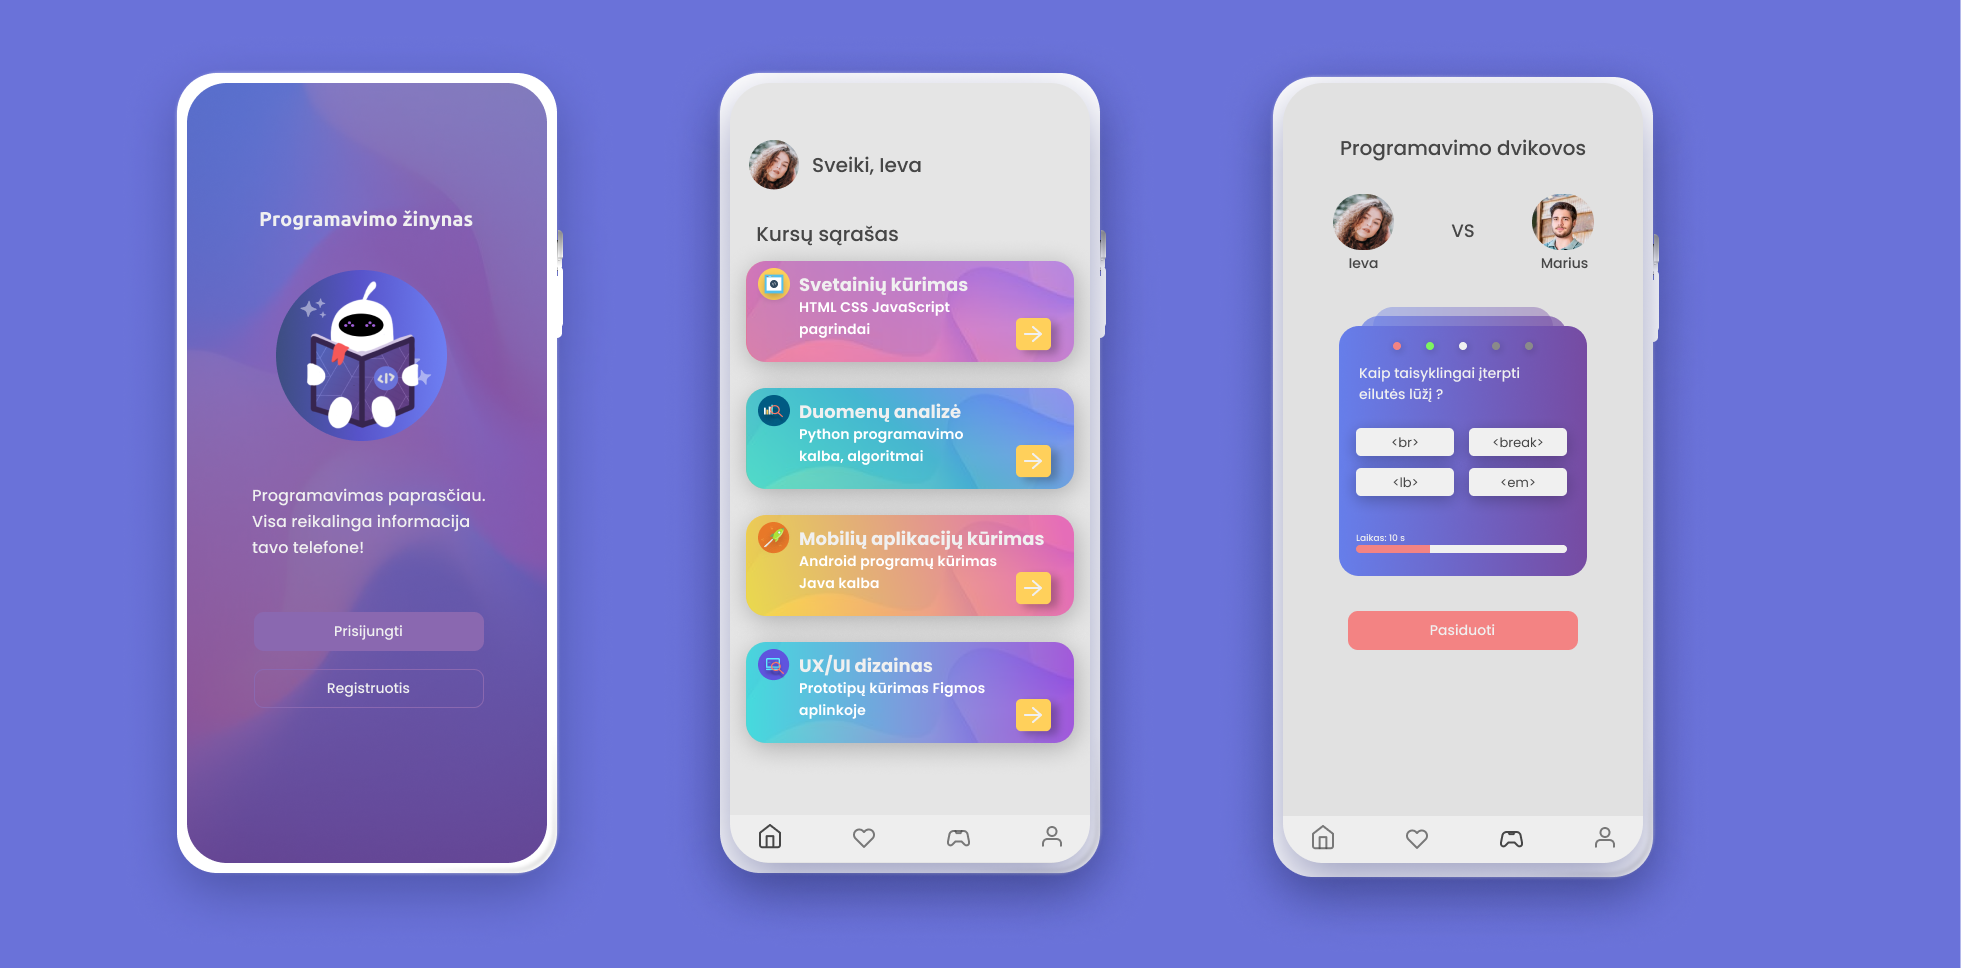 Programavimo žinynas
</>
Programavimas paprasčiau.
Visa reikalinga informacija
tavo telefone!
Prisijungti
Registruotis
Sveiki, Ieva
Kursų sąrašas
Svetainių kūrimas
HTML CSS JavaScript
pagrindai
Duomenų analizė
Python programavimo
kalba, algoritmai
Mobilių aplikacijų kūrimas
Android programų kūrimas
Java kalba
UX/UI dizainas
Prototipų kūrimas Figmos
aplinkoje
Programavimo dvikovos
VS
Ieva
Marius
Kaip taisyklingai įterpti
eilutės lūžį ?
<br>
<break>
<lb>
<em>
Laikas: 10 s
Pasiduoti